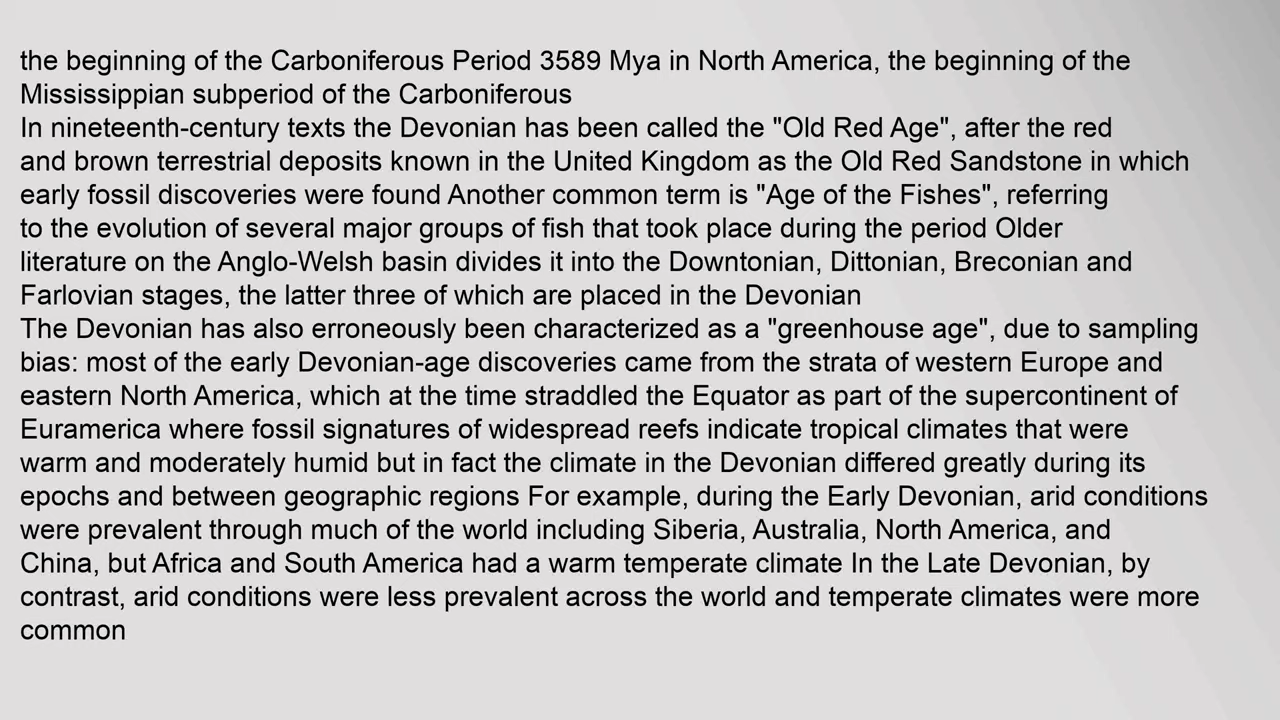 the beginning of the Carboniferous Period 3589 Mya in North America, the beginning of the
Mississippian subperiod of the Carboniferous
In nineteenth-century texts the Devonian has been called the "Old Red Age", after the red
and brown terrestrial deposits known in the United Kingdom as the Old Red Sandstone in which
early fossil discoveries were found Another common term is "Age of the Fishes", referring
to the evolution of several major groups of fish that took place during the period Older
literature on the Anglo-Welsh basin divides it into the Downtonian, Dittonian, Breconian and
Farlovian stages, the latter three of which are placed in the Devonian
The Devonian has also erroneously been characterized as a "greenhouse age", due to sampling
bias: most of the early Devonian-age discoveries came from the strata of western Europe and
eastern North America, which at the time straddled the Equator as part of the supercontinent of
Euramerica where fossil signatures of widespread reefs indicate tropical climates that were
warm and moderately humid but in fact the climate in the Devonian differed greatly during its
epochs and between geographic regions For example, during the Early Devonian, arid conditions
were prevalent through much of the world including Siberia, Australia, North America, and
China, but Africa and South America had a warm temperate climate In the Late Devonian, by
contrast, arid conditions were less prevalent across the world and temperate climates were more
common